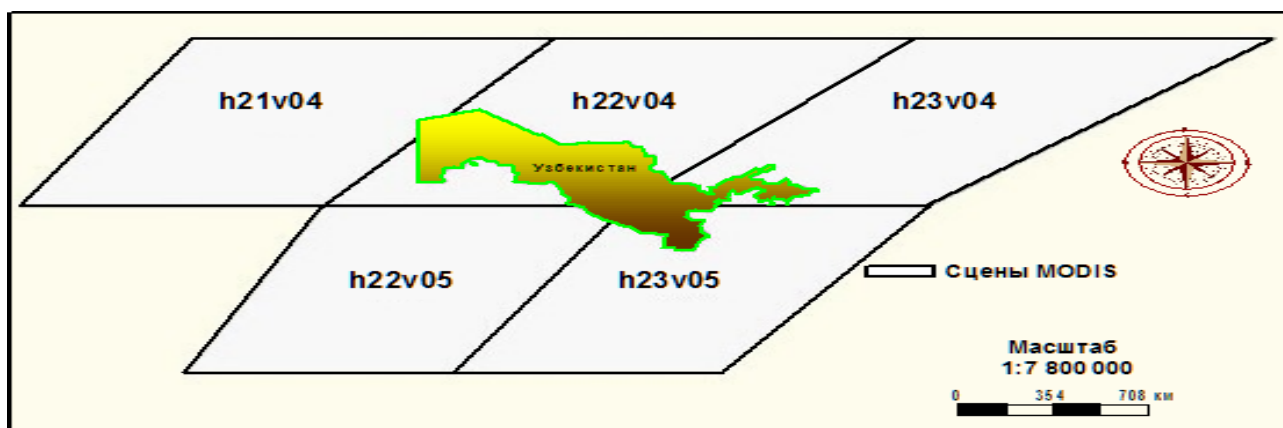 h21v04
h22v04
h23v04
Узбекистан
h22v05
h23v05
Сцены MODIS
Масштаб
1:7 800 000
0 354 708 км